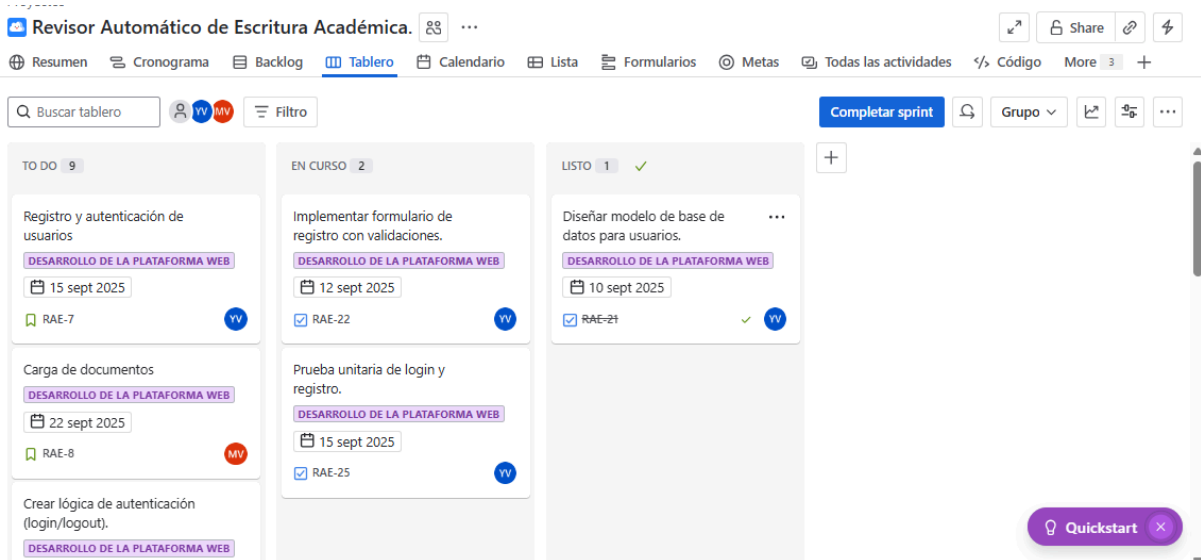 Revisor Automático de Escritura Académica.
Share
Resumen
Cronograma
Backlog
Tablero
Calendario
Lista
Formularios
Metas
Todas las actividades
Código
More 3
Buscar tablero
YV
MV
Filtro
Completar sprint
Grupo
TO DO 9
Registro y autenticación de
usuarios
DESARROLLO DE LA PLATAFORMA WEB
15 sept 2025
RAE-7
YV
Carga de documentos
DESARROLLO DE LA PLATAFORMA WEB
22 sept 2025
RAE-8
MV
Crear lógica de autenticación
(login/logout).
DESARROLLO DE LA PLATAFORMA WEB
EN CURSO 2
Implementar formulario de
registro con validaciones.
DESARROLLO DE LA PLATAFORMA WEB
12 sept 2025
RAE-22
YV
Prueba unitaria de login y
registro.
DESARROLLO DE LA PLATAFORMA WEB
15 sept 2025
RAE-25
YV
LISTO 1
Diseñar modelo de base de
datos para usuarios.
DESARROLLO DE LA PLATAFORMA WEB
10 sept 2025
RAE-21
YV
Quickstart